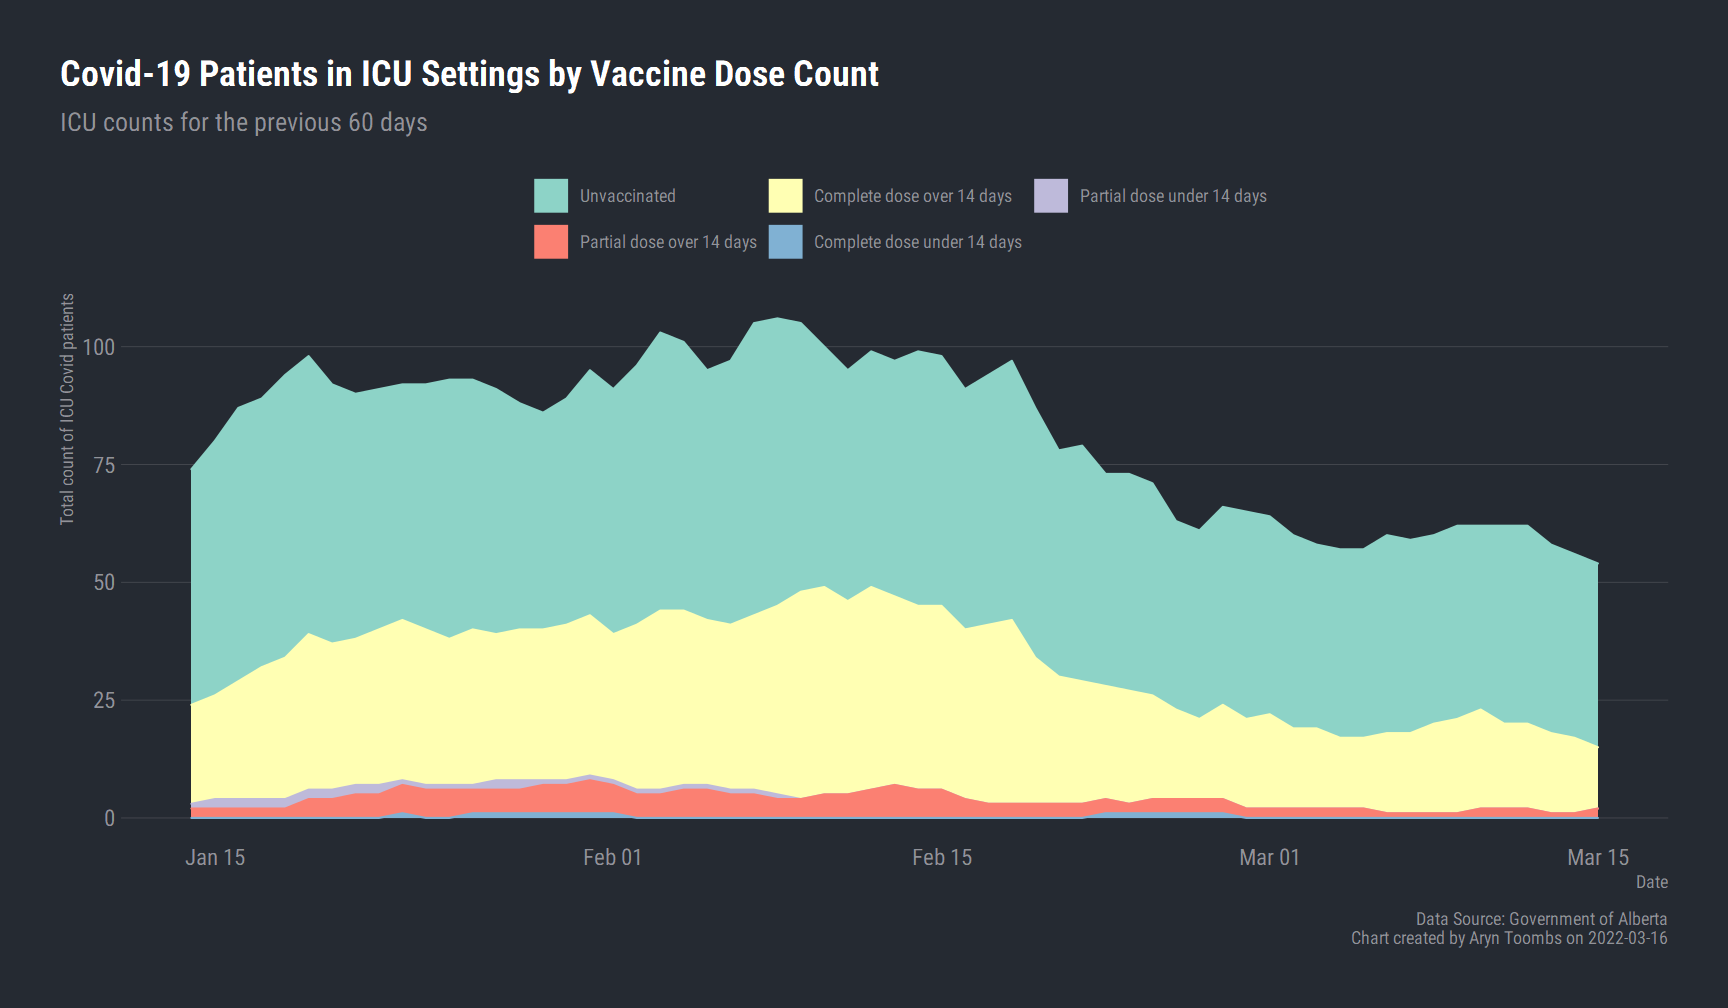 Covid-19 Patients in ICU Settings by Vaccine Dose Count
ICU counts for the previous 60 days
Unvaccinated
Complete dose over 14 days
Partial dose under 14 days
Partial dose over 14 days
Complete dose under 14 days
Total count of ICU Covid patients
100
75
50
25
0
Jan 15
Feb 01
Feb 15
Mar 01
Mar 15
Date
Data Source: Government of Alberta
Chart created by Aryn Toombs on 2022-03-16